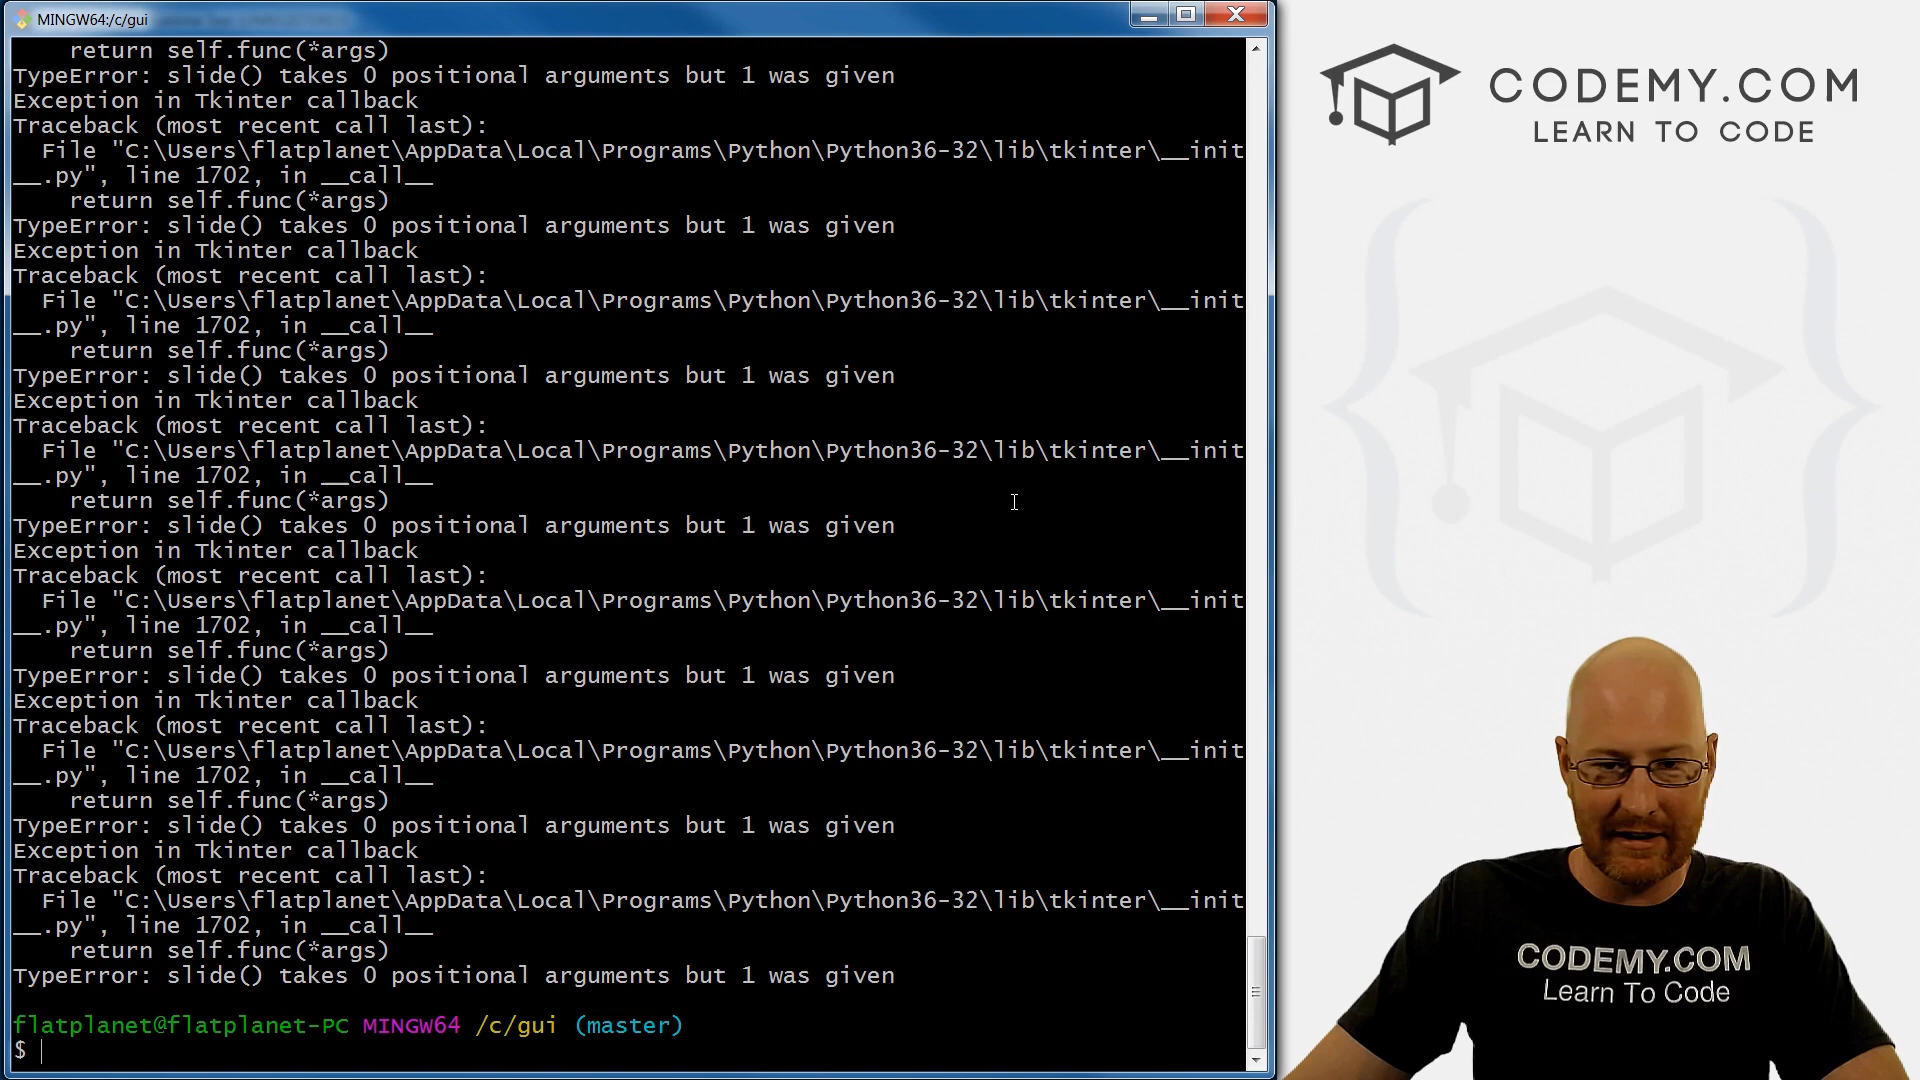 MINGW64:/c/gui
return self.func(*args)
TypeError: slide() takes 0 positional arguments but 1 was given
Exception in Tkinter callback
Traceback (most recent call last):
File "C:\Users\flatplanet\AppData\Local\Programs\Python\Python36-32\lib\tkinter\__init
__.py", line 1702, in __call__
return self.func(*args)
TypeError: slide() takes 0 positional arguments but 1 was given
Exception in Tkinter callback
Traceback (most recent call last):
File "C:\Users\flatplanet\AppData\Local\Programs\Python\Python36-32\lib\tkinter\__init
__.py", line 1702, in __call__
return self.func(*args)
TypeError: slide() takes 0 positional arguments but 1 was given
Exception in Tkinter callback
Traceback (most recent call last):
File "C:\Users\flatplanet\AppData\Local\Programs\Python\Python36-32\lib\tkinter\__init
__.py", line 1702, in __call__
return self.func(*args)
TypeError: slide() takes 0 positional arguments but 1 was given
Exception in Tkinter callback
Traceback (most recent call last):
File "C:\Users\flatplanet\AppData\Local\Programs\Python\Python36-32\lib\tkinter\__init
__.py", line 1702, in __call__
return self.func(*args)
TypeError: slide() takes 0 positional arguments but 1 was given
Exception in Tkinter callback
Traceback (most recent call last):
File "C:\Users\flatplanet\AppData\Local\Programs\Python\Python36-32\lib\tkinter\__init
__.py", line 1702, in __call__
return self.func(*args)
TypeError: slide() takes 0 positional arguments but 1 was given
Exception in Tkinter callback
Traceback (most recent call last):
File "C:\Users\flatplanet\AppData\Local\Programs\Python\Python36-32\lib\tkinter\__init
__.py", line 1702, in __call__
return self.func(*args)
TypeError: slide() takes 0 positional arguments but 1 was given
flatplanet@flatplanet-PC MINGW64 /c/gui (master)
$
CODEMY.COM
LEARN TO CODE
CODEMY.COM
Learn To Code